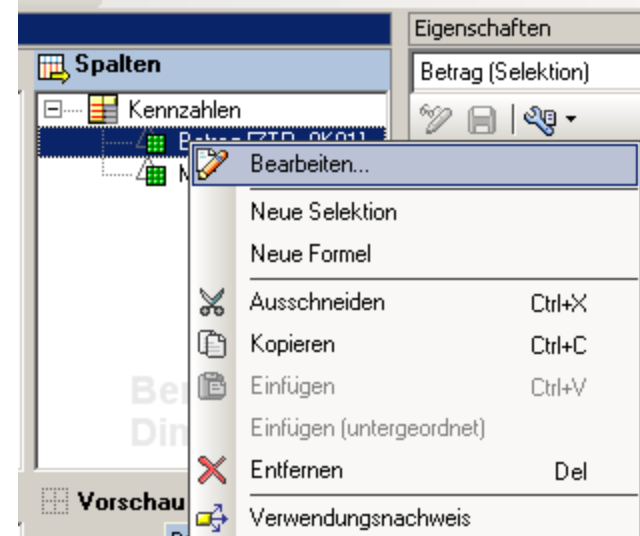 Eigenschaften
Spalten
Betrag (Selektion)
Kennzahlen
Bearbeiten...
Neue Selektion
Neue Formel
Ausschneiden Ctrl+X
Kopieren Ctrl+C
Einfügen Ctrl+V
Einfügen (untergeordnet)
Entfernen Del
Vorschau
Verwendungsnachweis